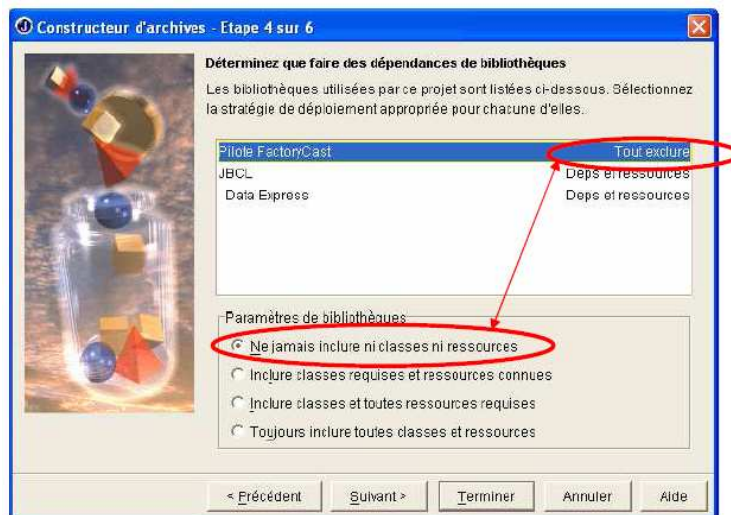 Constructeur d'archives - Etape 4 sur 6
Déterminez que faire des dépendances de bibliothèques
Les bibliothèques utilisées par ce projet sont listées ci-dessous. Sélectionnez
la stratégie de déploiement appropriée pour chacune d'elles.
Pilote FactoryCast Tout exclure
JBCL Deps et ressources
Data Express Deps et ressources
Paramètres de bibliothèques
Ne jamais inclure ni classes ni ressources
Inclure classes requises et ressources connues
Inclure classes et toutes ressources requises
Toujours inclure toutes classes et ressources
< Précédent Suivant > Terminer Annuler Aide